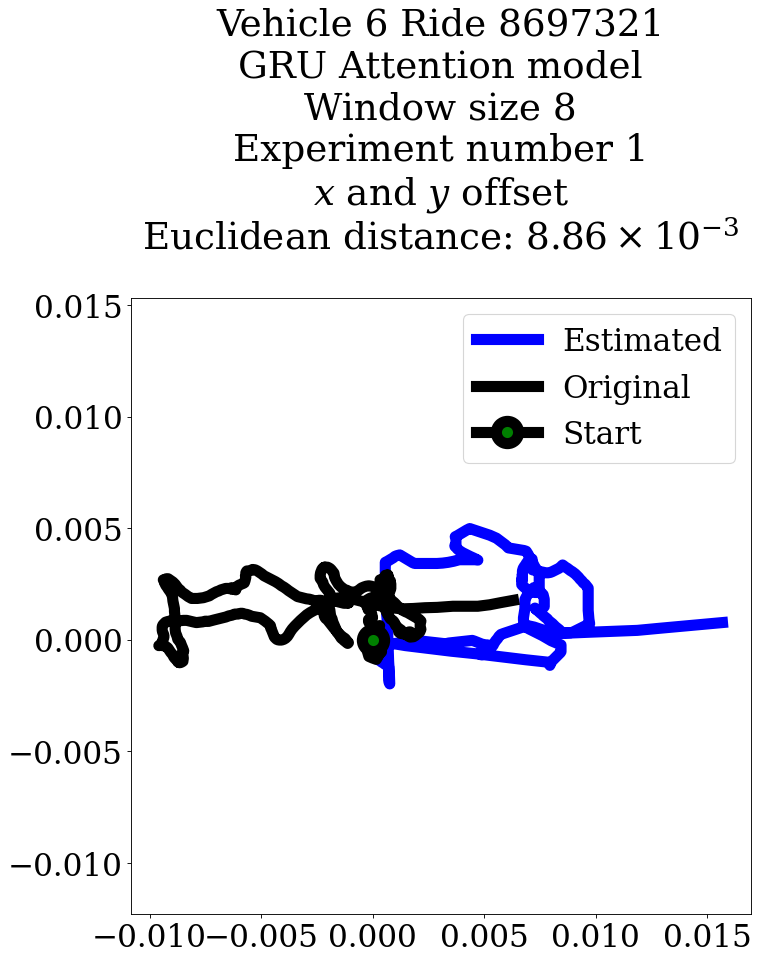 Vehicle 6 Ride 8697321
GRU Attention model
Window size 8
Experiment number 1
x and y offset
Euclidean distance: 8.86 × 10⁻³
0.015
0.010
0.005
0.000
−0.005
−0.010
Estimated
Original
Start
−0.010 −0.005 0.000 0.005 0.010 0.015